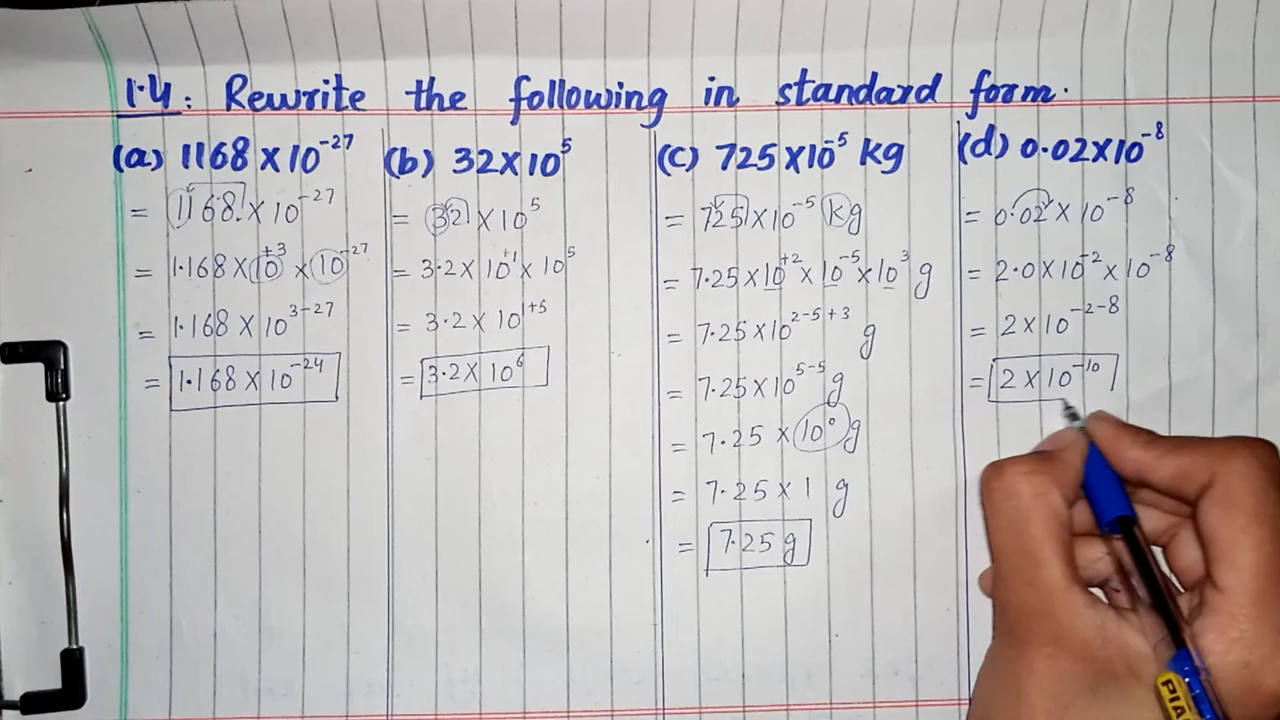 1.4: Rewrite the following in standard form.
(a) 1168 × 10⁻²⁷
= 1168. × 10⁻²⁷
= 1.168 × 10⁺³ × 10⁻²⁷
= 1.168 × 10³⁻²⁷
= 1.168 × 10⁻²⁴
(b) 32 × 10⁵
= 32 × 10⁵
= 3.2 × 10⁺¹ × 10⁵
= 3.2 × 10¹⁺⁵
= 3.2 × 10⁶
(c) 725 × 10⁻⁵ kg
= 725 × 10⁻⁵ kg
= 7.25 × 10⁺² × 10⁻⁵ × 10³ g
= 7.25 × 10²⁻⁵⁺³ g
= 7.25 × 10⁵⁻⁵ g
= 7.25 × 10⁰ g
= 7.25 × 1 g
= 7.25 g
(d) 0.02 × 10⁻⁸
= 0.02 × 10⁻⁸
= 2.0 × 10⁻² × 10⁻⁸
= 2 × 10⁻²⁻⁸
= 2 × 10⁻¹⁰
PIA